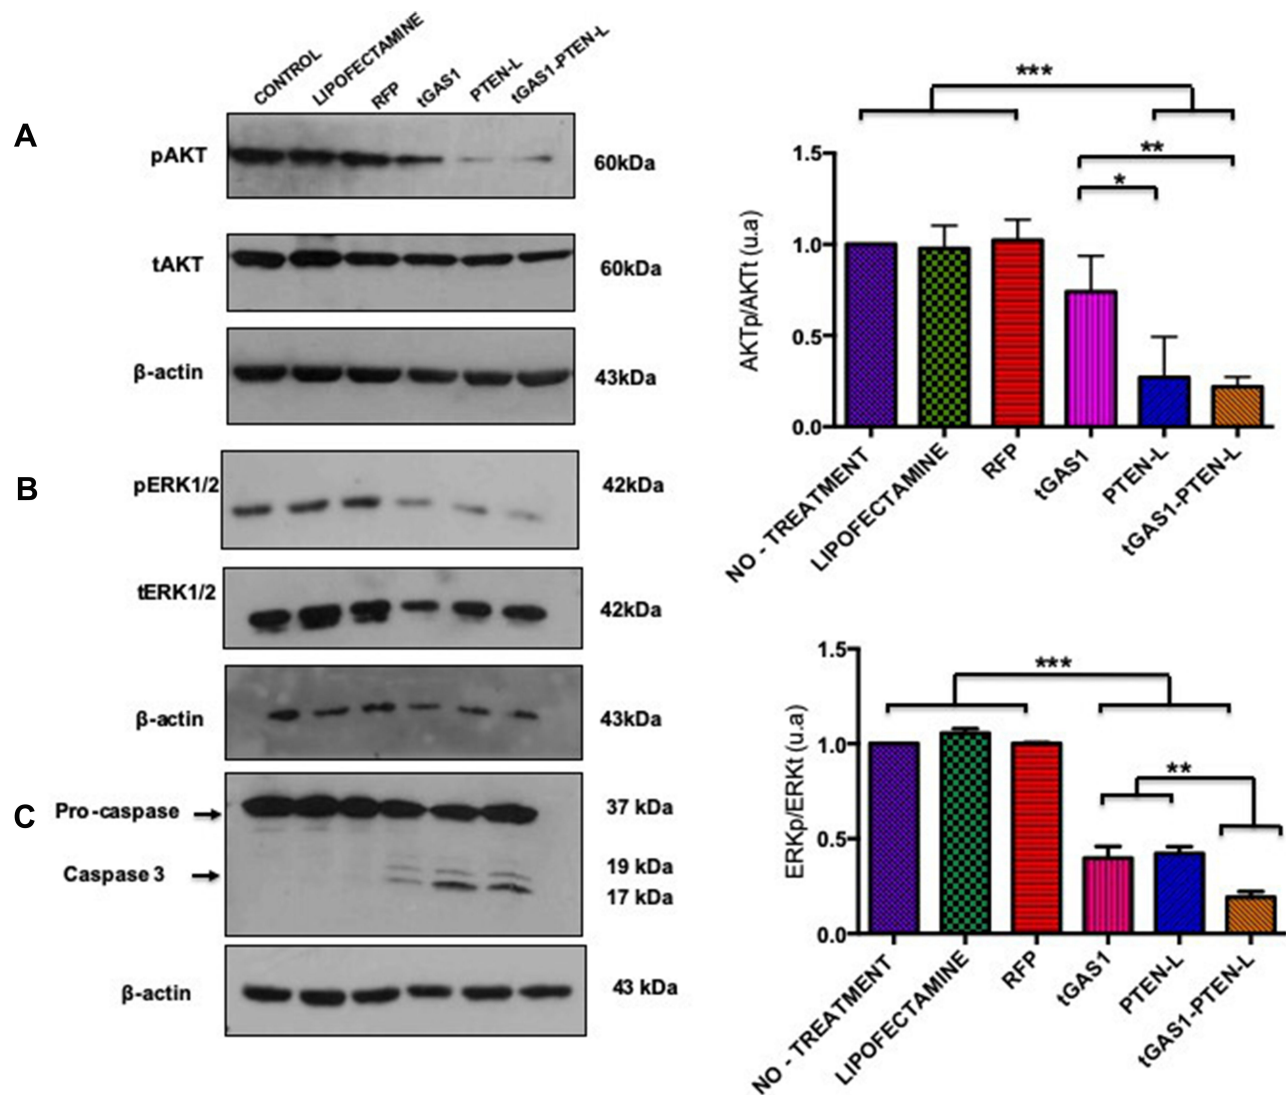 CONTROL
LIPOFECTAMINE
RFP
tGAS1
PTEN-L
tGAS1-PTEN-L
A
pAKT
60kDa
tAKT
60kDa
β-actin
43kDa
B
pERK1/2
42kDa
tERK1/2
42kDa
β-actin
43kDa
C
Pro-caspase
37 kDa
Caspase 3
19 kDa
17 kDa
β-actin
43 kDa
***
**
*
1.5
1.0
0.5
0.0
AKTp/AKTt (u.a)
NO - TREATMENT
LIPOFECTAMINE
RFP
tGAS1
PTEN-L
tGAS1-PTEN-L
***
**
1.5
1.0
0.5
0.0
ERKp/ERKt (u.a)
NO - TREATMENT
LIPOFECTAMINE
RFP
tGAS1
PTEN-L
tGAS1-PTEN-L